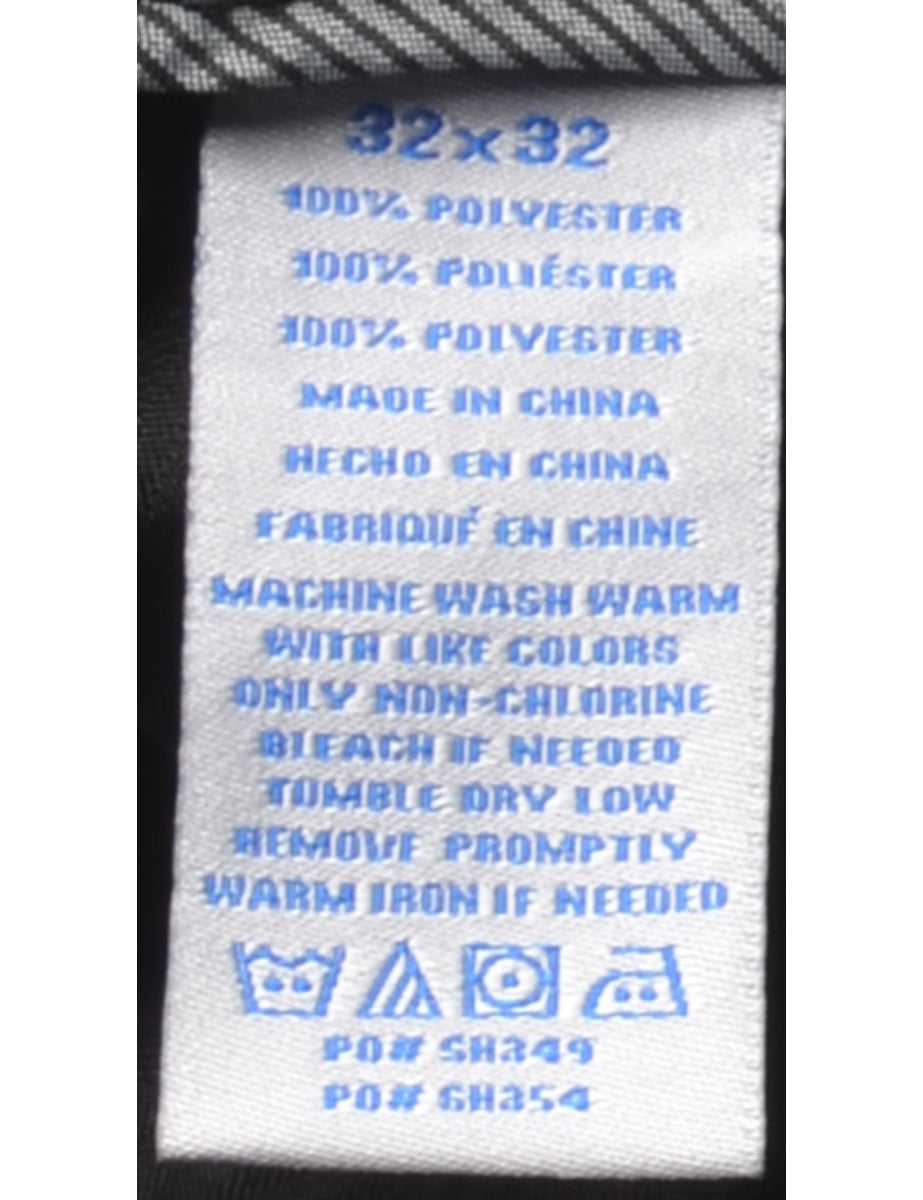 32x32
100% POLYESTER
100% POLIÉSTER
100% POLYESTER
MADE IN CHINA
HECHO EN CHINA
FABRIQUÉ EN CHINE
MACHINE WASH WARM
WITH LIKE COLORS
ONLY NON-CHLORINE
BLEACH IF NEEDED
TUMBLE DRY LOW
REMOVE PROMPTLY
WARM IRON IF NEEDED
PO# SH349
PO# SH354